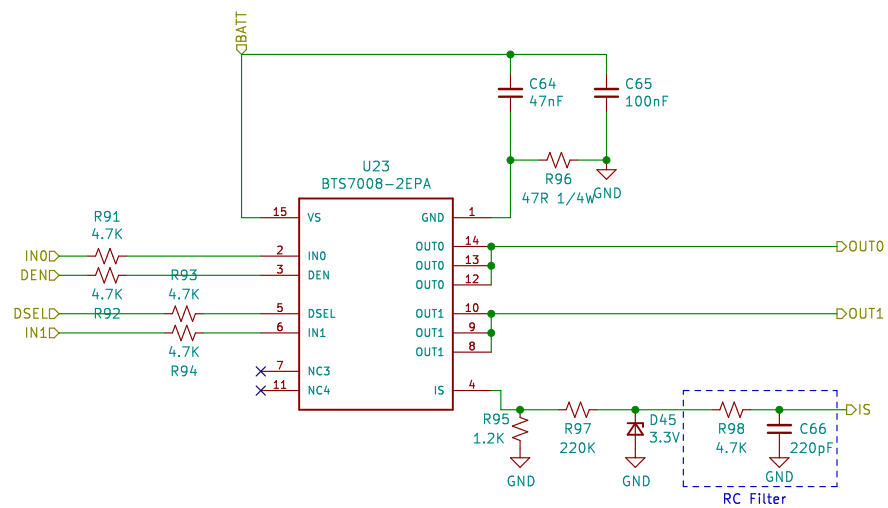 BATT
C64
47nF
C65
100nF
R96
47R 1/4W
GND
U23
BTS7008-2EPA
15
VS
GND
1
R91
4.7K
IN0
2
IN0
OUT0
14
OUT0
DEN
3
DEN
OUT0
13
4.7K
R92
R93
4.7K
OUT0
12
DSEL
5
DSEL
OUT1
10
OUT1
IN1
6
IN1
OUT1
9
4.7K
R94
OUT1
8
7
NC3
11
NC4
IS
4
R95
1.2K
GND
R97
220K
D45
3.3V
GND
R98
4.7K
C66
220pF
GND
IS
RC Filter